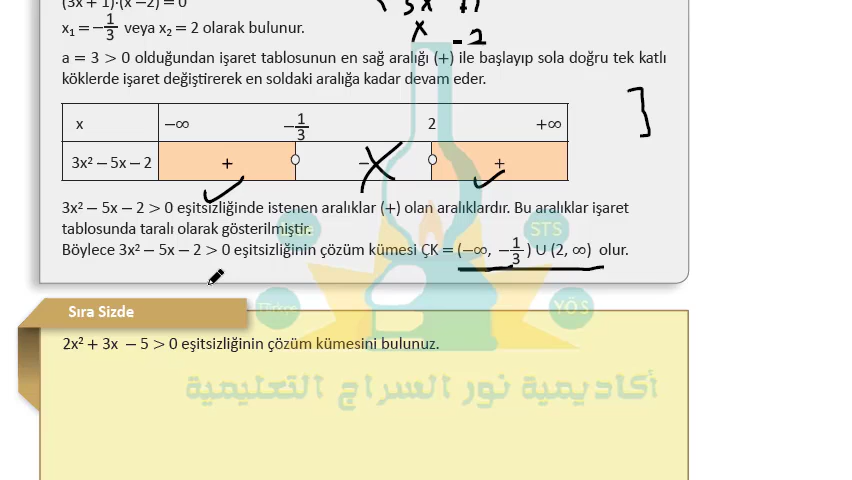 (3x + 1)·(x −2) = 0
3x +1
x -2
x₁ = −1/3 veya x₂ = 2 olarak bulunur.
a = 3 > 0 olduğundan işaret tablosunun en sağ aralığı (+) ile başlayıp sola doğru tek katlı
köklerde işaret değiştirerek en soldaki aralığa kadar devam eder.
x −∞ −1/3 2 +∞
3x² − 5x − 2 + − +
3x² − 5x − 2 > 0 eşitsizliğinde istenen aralıklar (+) olan aralıklardır. Bu aralıklar işaret
tablosunda taralı olarak gösterilmiştir.
Böylece 3x² − 5x − 2 > 0 eşitsizliğinin çözüm kümesi ÇK = (−∞, −1/3) ∪ (2, ∞) olur.
STS
Sıra Sizde
Türkçe
YÖS
2x² + 3x − 5 > 0 eşitsizliğinin çözüm kümesini bulunuz.
أكاديمية نور السراج التعليمية